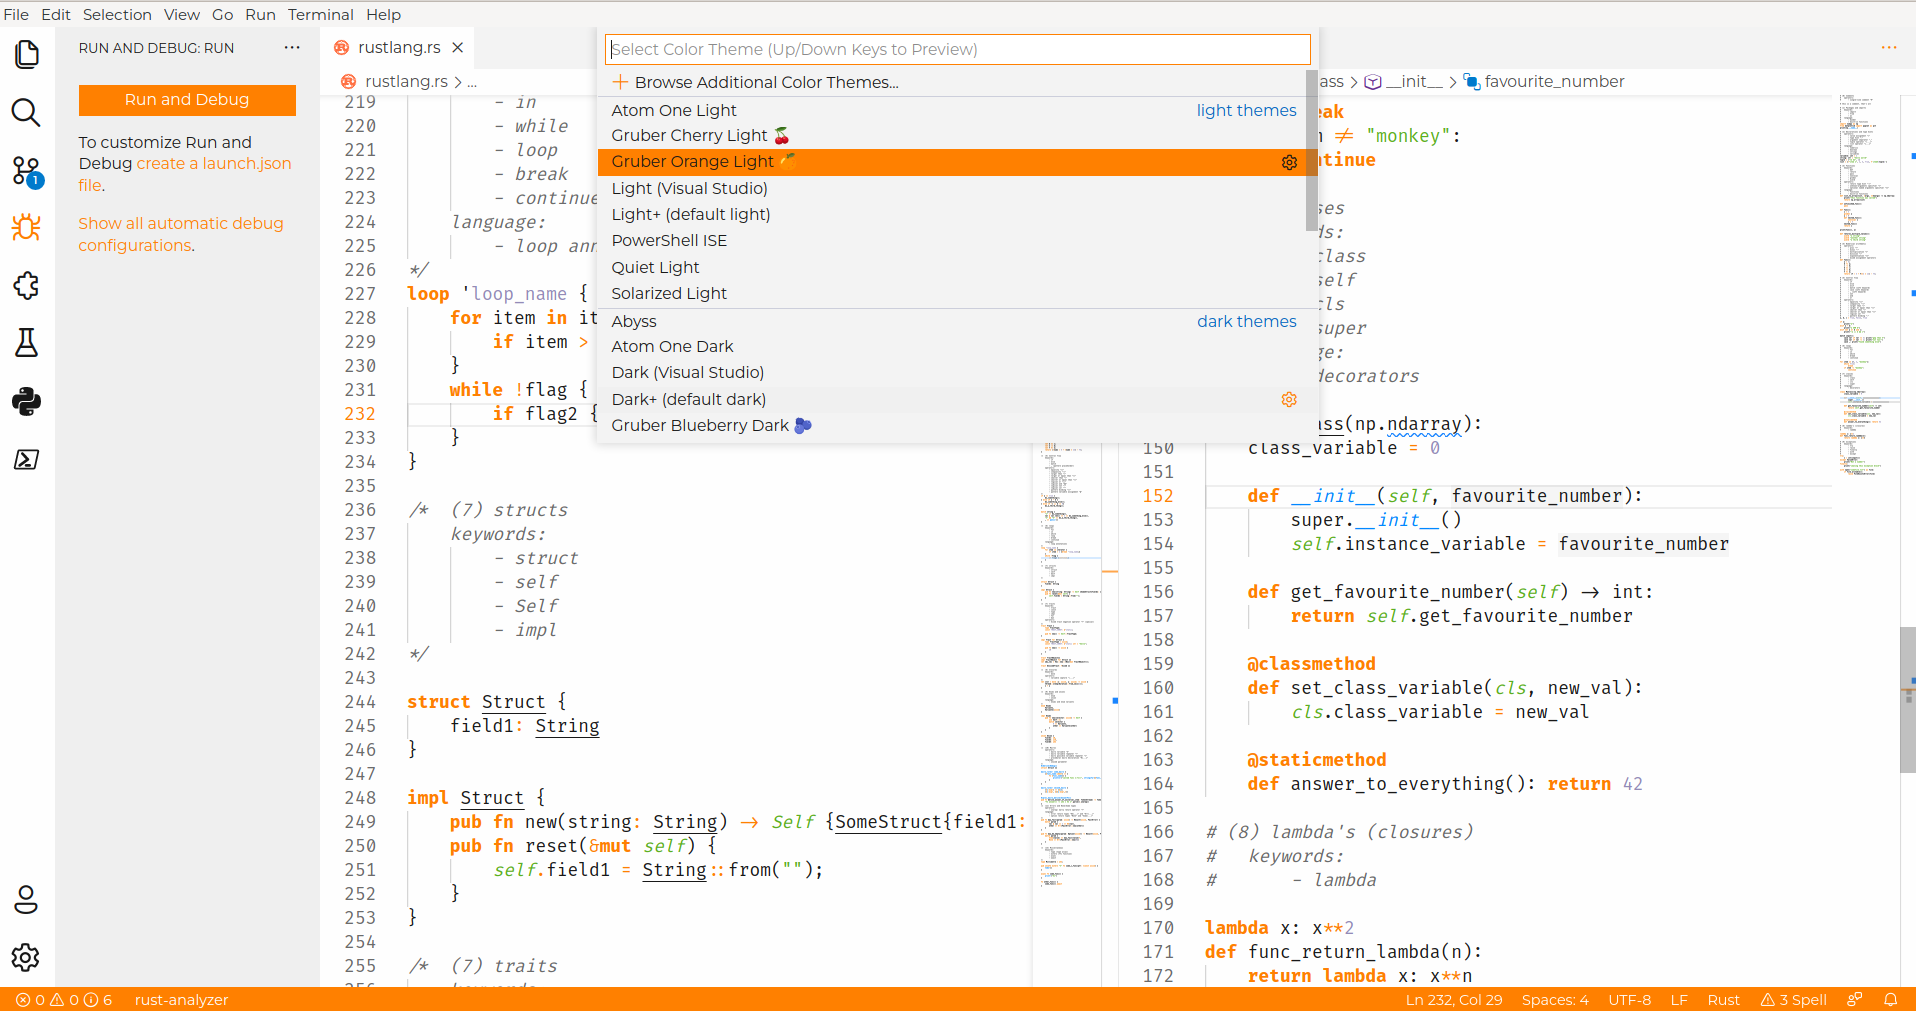 File Edit Selection View Go Run Terminal Help
RUN AND DEBUG: RUN ···
Run and Debug
To customize Run and
Debug create a launch.json
file.
Show all automatic debug
configurations.
1
rustlang.rs ×
rustlang.rs > ...
219 - in
220 - while
221 - loop
222 - break
223 - continue
224 language:
225 - loop ann
226 */
227 loop 'loop_name {
228 for item in it
229 if item >
230 }
231 while !flag {
232 if flag2 {
233 }
234 }
235
236 /* (7) structs
237 keywords:
238 - struct
239 - self
240 - Self
241 - impl
242 */
243
244 struct Struct {
245 field1: String
246 }
247
248 impl Struct {
249 pub fn new(string: String) → Self {SomeStruct{field1:
250 pub fn reset(&mut self) {
251 self.field1 = String::from("");
252 }
253 }
254
255 /* (7) traits
Select Color Theme (Up/Down Keys to Preview)
+ Browse Additional Color Themes...
Atom One Light light themes
Gruber Cherry Light 🍒
Gruber Orange Light 🍊
Light (Visual Studio)
Light+ (default light)
PowerShell ISE
Quiet Light
Solarized Light
Abyss dark themes
Atom One Dark
Dark (Visual Studio)
Dark+ (default dark)
Gruber Blueberry Dark 🫐
···
ass > __init__ > favourite_number
eak
n ≠ "monkey":
ntinue
ses
ds:
class
self
cls
super
ge:
decorators
ass(np.ndarray):
150 class_variable = 0
151
152 def __init__(self, favourite_number):
153 super.__init__()
154 self.instance_variable = favourite_number
155
156 def get_favourite_number(self) → int:
157 return self.get_favourite_number
158
159 @classmethod
160 def set_class_variable(cls, new_val):
161 cls.class_variable = new_val
162
163 @staticmethod
164 def answer_to_everything(): return 42
165
166 # (8) lambda's (closures)
167 # keywords:
168 # - lambda
169
170 lambda x: x**2
171 def func_return_lambda(n):
172 return lambda x: x**n
0 0 6 rust-analyzer Ln 232, Col 29 Spaces: 4 UTF-8 LF Rust 3 Spell